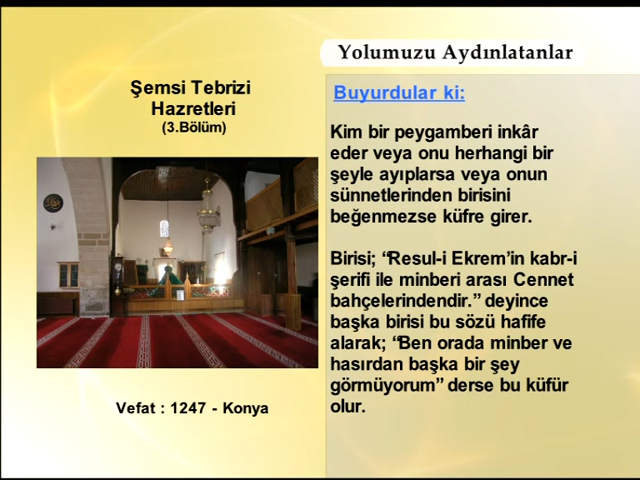 Yolumuzu Aydınlatanlar
Şemsi Tebrizi
Hazretleri
(3.Bölüm)
Vefat : 1247 - Konya
Buyurdular ki:
Kim bir peygamberi inkâr
eder veya onu herhangi bir
şeyle ayıplarsa veya onun
sünnetlerinden birisini
beğenmezse küfre girer.
Birisi; “Resul-i Ekrem’in kabr-i
şerifi ile minberi arası Cennet
bahçelerindendir.” deyince
başka birisi bu sözü hafife
alarak; “Ben orada minber ve
hasırdan başka bir şey
görmüyorum” derse bu küfür
olur.